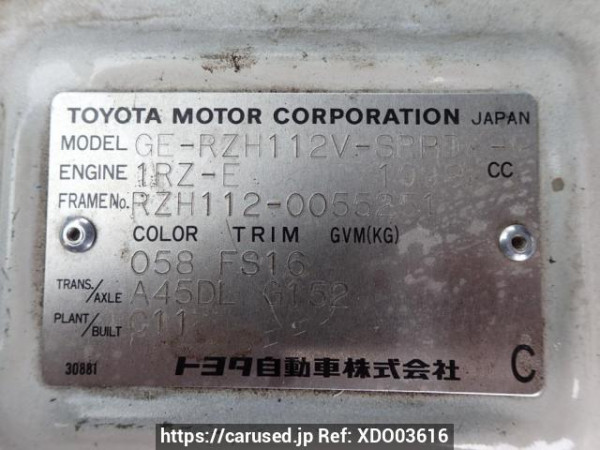 TOYOTA MOTOR CORPORATION JAPAN
MODEL GE-RZH112V-
ENGINE 1RZ-E CC
FRAME No.
COLOR TRIM GVM(KG)
058 FS16
TRANS./AXLE A45DL G152
PLANT/BUILT C11
30881 トヨタ自動車株式会社 C
https://carused.jp Ref: XDO03616